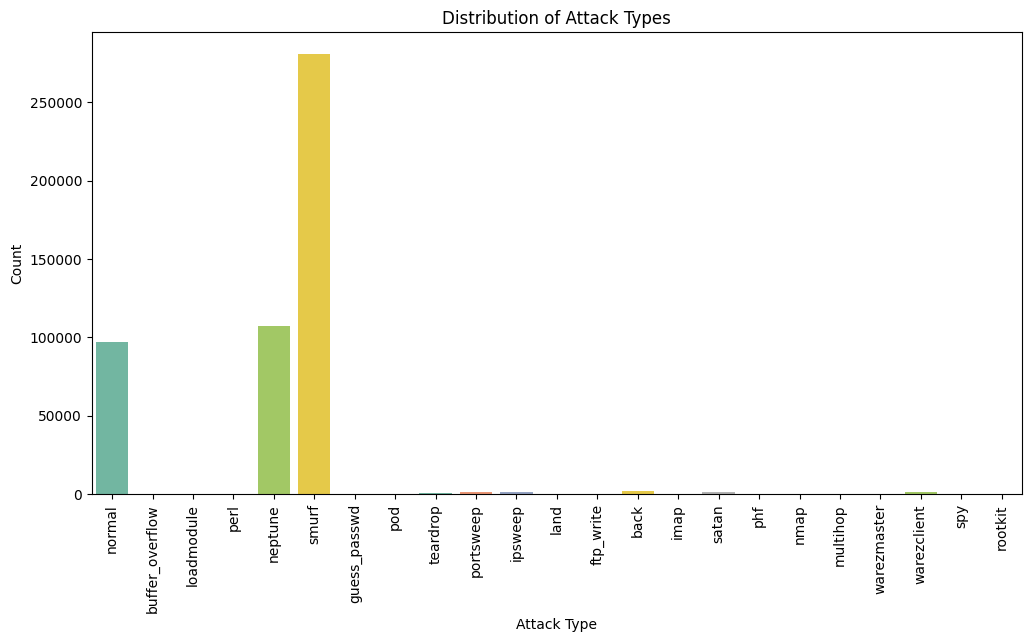 Distribution of Attack Types
Count
250000
200000
150000
100000
50000
0
normal
buffer_overflow
loadmodule
perl
neptune
smurf
guess_passwd
pod
teardrop
portsweep
ipsweep
land
ftp_write
back
imap
satan
phf
nmap
multihop
warezmaster
warezclient
spy
rootkit
Attack Type